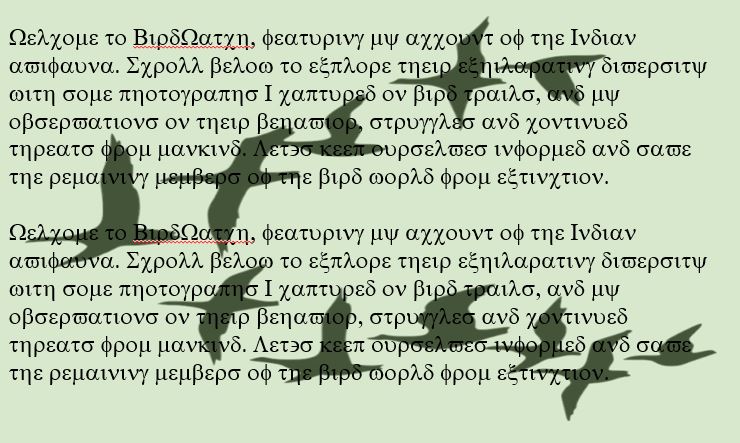 Ωελχομε το ΒιρδΩατχη, φεατυρινγ μψ αχχουντ οφ τηε Ινδιαν
αϖιφαυνα. Σχρολλ βελοω το εξπλορε τηειρ εξηιλαρατινγ διϖερσιτψ
ωιτη σομε πηοτογραπησ Ι χαπτυρεδ ον βιρδ τραιλσ, ανδ μψ
οβσερϖατιονσ ον τηειρ βεηαϖιορ, στρυγγλεσ ανδ χοντινυεδ
τηρεατσ φρομ μανκινδ. Λετ϶σ κεεπ ουρσελϖεσ ινφορμεδ ανδ σαϖε
τηε ρεμαινινγ μεμβερσ οφ τηε βιρδ ωορλδ φρομ εξτινχτιον.
Ωελχομε το ΒιρδΩατχη, φεατυρινγ μψ αχχουντ οφ τηε Ινδιαν
αϖιφαυνα. Σχρολλ βελοω το εξπλορε τηειρ εξηιλαρατινγ διϖερσιτψ
ωιτη σομε πηοτογραπησ Ι χαπτυρεδ ον βιρδ τραιλσ, ανδ μψ
οβσερϖατιονσ ον τηειρ βεηαϖιορ, στρυγγλεσ ανδ χοντινυεδ
τηρεατσ φρομ μανκινδ. Λετ϶σ κεεπ ουρσελϖεσ ινφορμεδ ανδ σαϖε
τηε ρεμαινινγ μεμβερσ οφ τηε βιρδ ωορλδ φρομ εξτινχτιον.